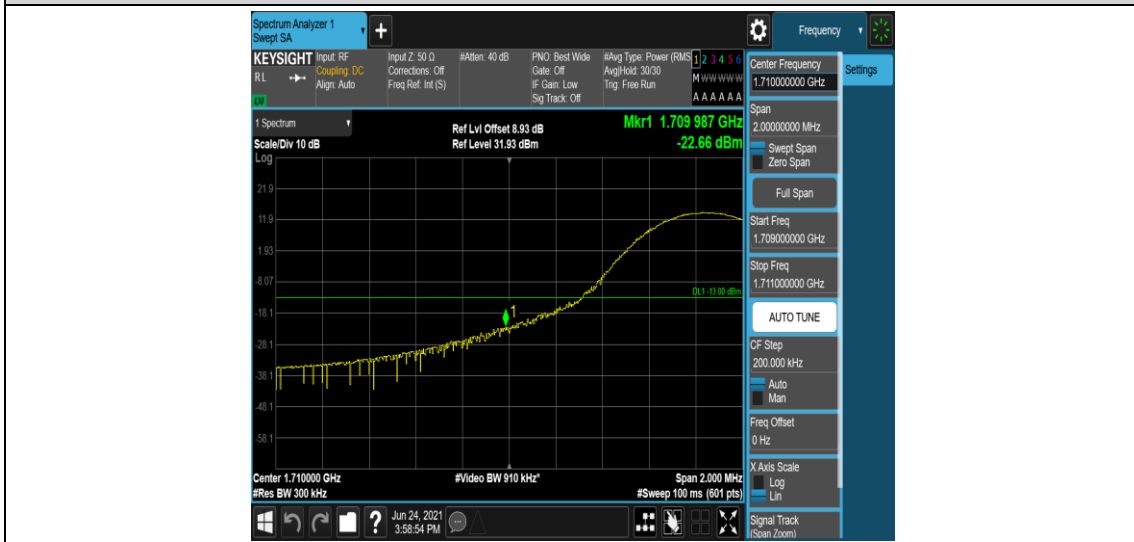 Spectrum Analyzer 1
Swept SA
+
Frequency
KEYSIGHT
RL
Input: RF
Coupling: DC
Align: Auto
Input Z: 50 Ω
Corrections: Off
Freq Ref: Int (S)
#Atten: 40 dB
PNO: Best Wide
Gate: Off
IF Gain: Low
Sig Track: Off
#Avg Type: Power (RMS
Avg|Hold: 30/30
Trig: Free Run
1 2 3 4 5 6
M W W W W W
A A A A A A
1 Spectrum
Scale/Div 10 dB
Ref Lvl Offset 8.93 dB
Ref Level 31.93 dBm
Mkr1 1.709 987 GHz
-22.66 dBm
Log
21.9
11.9
1.93
-8.07
-18.1
-28.1
-38.1
-48.1
-58.1
DL1 -13.00 dBm
1
Center 1.710000 GHz
#Res BW 300 kHz
#Video BW 910 kHz*
Span 2.000 MHz
#Sweep 100 ms (601 pts)
?
Jun 24, 2021
3:58:54 PM
Center Frequency
1.710000000 GHz
Settings
Span
2.00000000 MHz
Swept Span
Zero Span
Full Span
Start Freq
1.709000000 GHz
Stop Freq
1.711000000 GHz
AUTO TUNE
CF Step
200.000 kHz
Auto
Man
Freq Offset
0 Hz
X Axis Scale
Log
Lin
Signal Track
(Span Zoom)